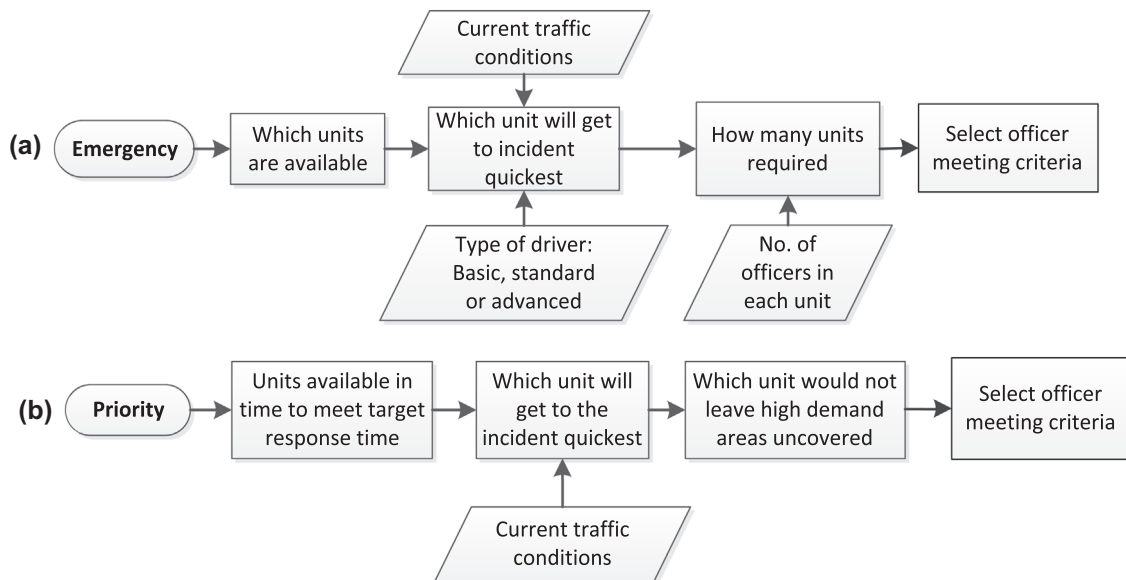 Current traffic
conditions
(a)
Emergency
Which units
are available
Which unit will get
to incident
quickest
How many units
required
Select officer
meeting criteria
Type of driver:
Basic, standard
or advanced
No. of
officers in
each unit
(b)
Priority
Units available in
time to meet target
response time
Which unit will
get to the
incident quickest
Which unit would not
leave high demand
areas uncovered
Select officer
meeting criteria
Current traffic
conditions